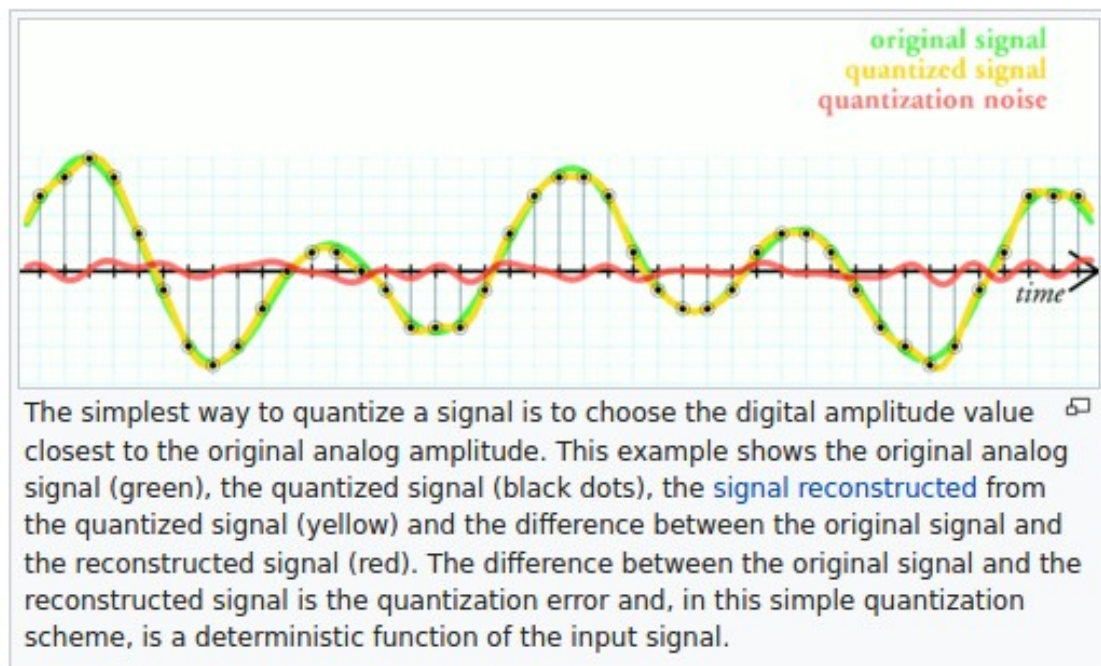 original signal
quantized signal
quantization noise
time
The simplest way to quantize a signal is to choose the digital amplitude value
closest to the original analog amplitude. This example shows the original analog
signal (green), the quantized signal (black dots), the signal reconstructed from
the quantized signal (yellow) and the difference between the original signal and
the reconstructed signal (red). The difference between the original signal and the
reconstructed signal is the quantization error and, in this simple quantization
scheme, is a deterministic function of the input signal.